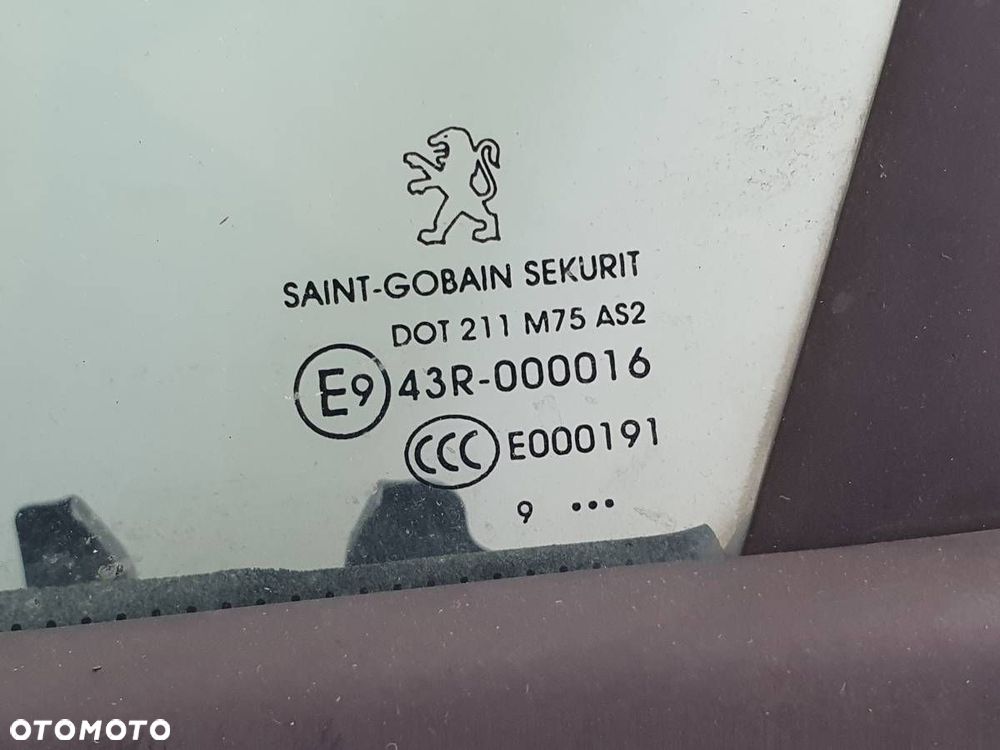 SAINT-GOBAIN SEKURIT
DOT 211 M75 AS2
E9 43R-000016
CCC E000191
9 •••
OTOMOTO